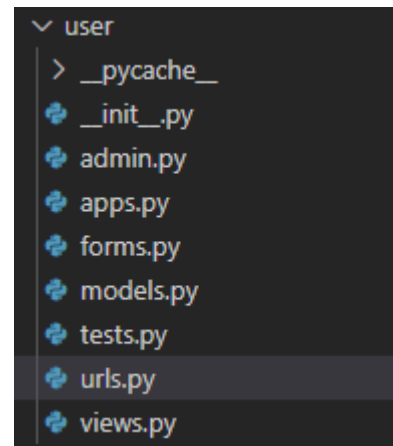 user
__pycache__
__init__.py
admin.py
apps.py
forms.py
models.py
tests.py
urls.py
views.py